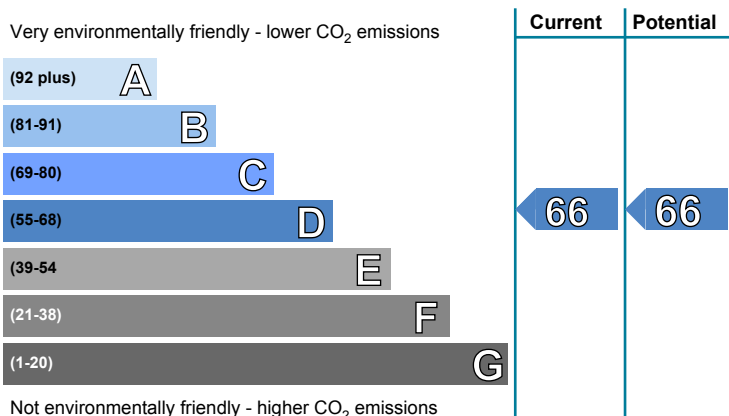 Current Potential
Very environmentally friendly - lower CO₂ emissions
(92 plus) A
(81-91) B
(69-80) C
(55-68) D 66 66
(39-54 E
(21-38) F
(1-20) G
Not environmentally friendly - higher CO₂ emissions